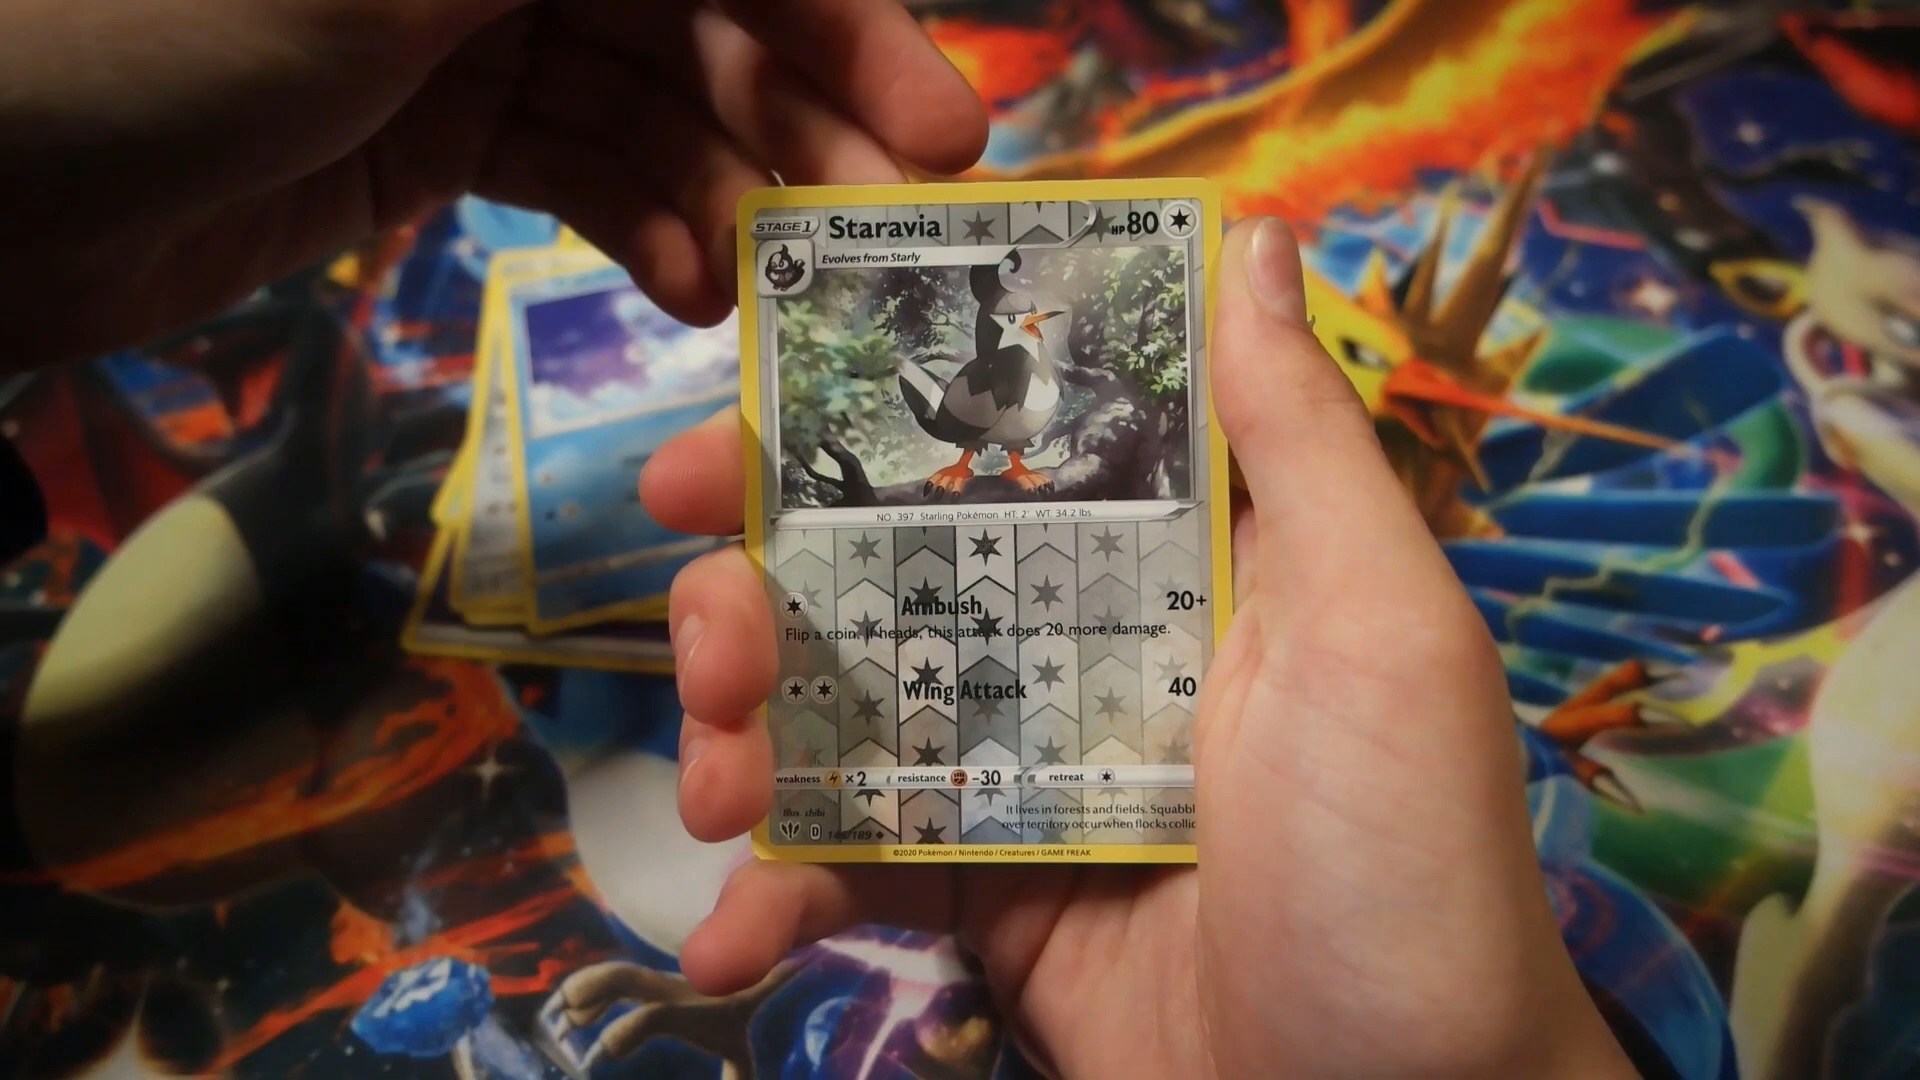 STAGE 1 Staravia HP 80
Evolves from Starly
NO. 397 Starling Pokémon HT: 2' WT: 34.2 lbs
Ambush 20+
Flip a coin. If heads, this attack does 20 more damage.
Wing Attack 40
weakness ×2 resistance -30 retreat
Illus. chibi
It lives in forests and fields. Squabbl
over territory occur when flocks collid
D /189
©2020 Pokémon / Nintendo / Creatures / GAME FREAK